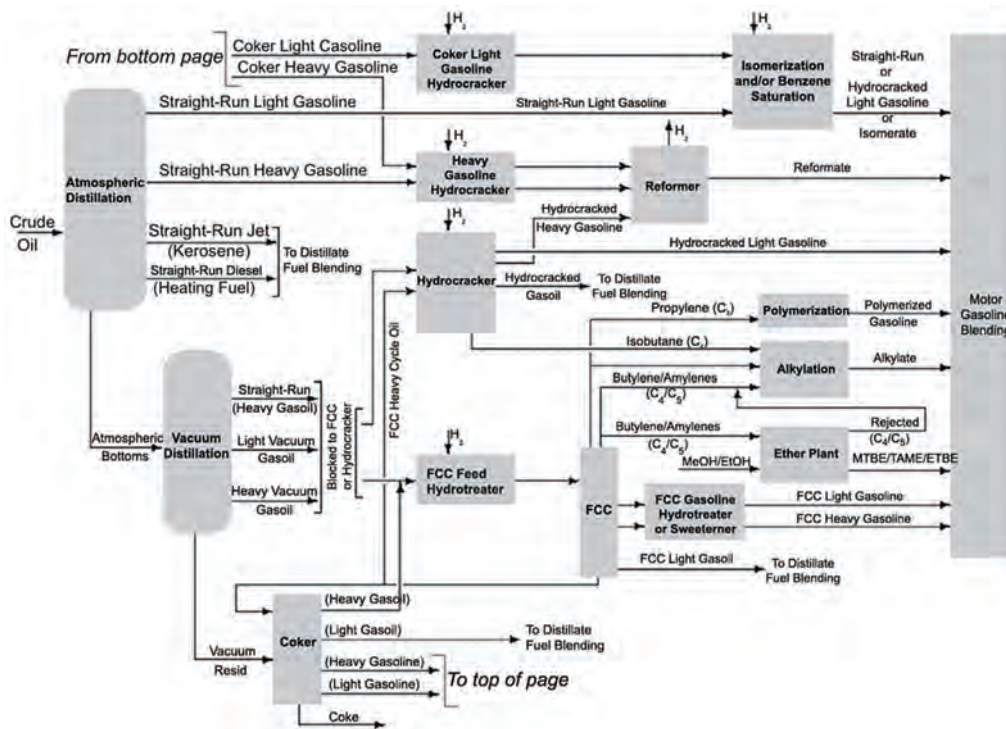 H2
H2
From bottom page
Coker Light Casoline
Coker Heavy Gasoline
Coker Light
Gasoline
Hydrocracker
Isomerization
and/or Benzene
Saturation
Straight-Run
or
Hydrocracked
Light Gasoline
or
Isomerate
Straight-Run Light Gasoline
Straight-Run Light Gasoline
H2
H2
Atmospheric
Distillation
Straight-Run Heavy Gasoline
Heavy
Gasoline
Hydrocracker
Reformer
Reformate
Crude
Oil
Straight-Run Jet
(Kerosene)
Straight-Run Diesel
(Heating Fuel)
To Distillate
Fuel Blending
H2
Hydrocracked
Heavy Gasoline
Hydrocracker
Hydrocracked Light Gasoline
Hydrocracked
Gasoil
To Distillate
Fuel Blending
Motor
Gasoline
Blending
Propylene (C3)
Polymerization
Polymerized
Gasoline
Isobutane (C4)
Alkylation
Alkylate
FCC Heavy Cycle Oil
Butylene/Amylenes
(C4/C5)
Straight-Run
(Heavy Gasoil)
Blocked to FCC
or Hydrocracker
Atmospheric
Bottoms
Vacuum
Distillation
Light Vacuum
Gasoil
Heavy Vacuum
Gasoil
H2
FCC Feed
Hydrotreater
Butylene/Amylenes
(C4/C5)
MeOH/EtOH
Ether Plant
Rejected
(C4/C5)
MTBE/TAME/ETBE
FCC
FCC Gasoline
Hydrotreater
or Sweeterner
FCC Light Gasoline
FCC Heavy Gasoline
FCC Light Gasoil
To Distillate
Fuel Blending
Vacuum
Resid
Coker
(Heavy Gasoil)
(Light Gasoil)
To Distillate
Fuel Blending
(Heavy Gasoline)
(Light Gasoline)
To top of page
Coke